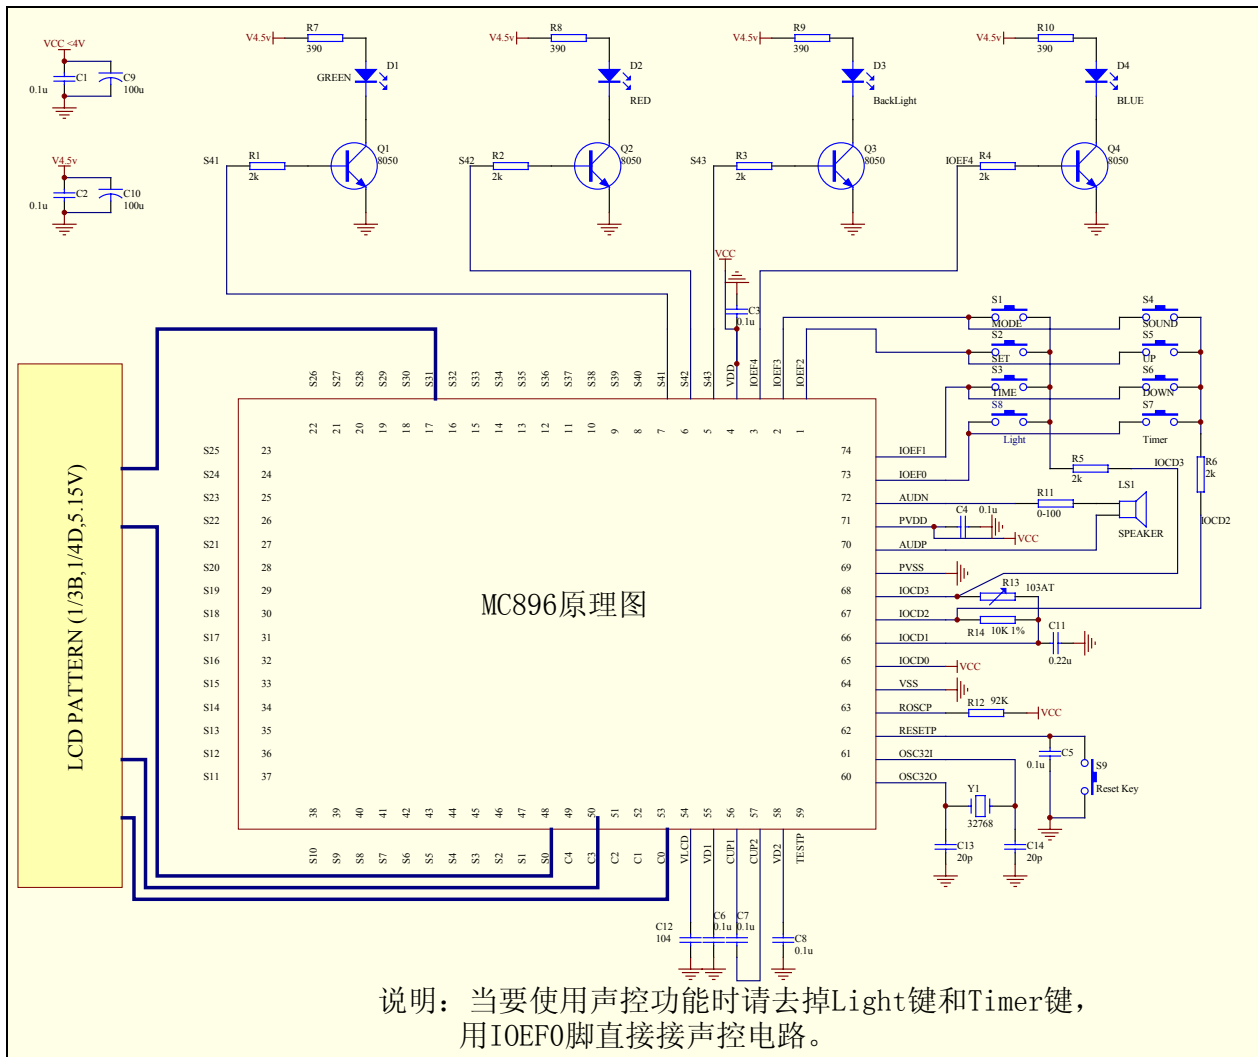 VCC <4V
C1
0.1u
C9
100u
V4.5v
C2
0.1u
C10
100u
V4.5v
R7
390
D1
GREEN
Q1
8050
S41
R1
2k
V4.5v
R8
390
D2
RED
Q2
8050
S42
R2
2k
V4.5v
R9
390
D3
BackLight
Q3
8050
S43
R3
2k
V4.5v
R10
390
D4
BLUE
Q4
8050
IOEF4
R4
2k
VCC
C3
0.1u
S1
MODE
S2
SET
S3
TIME
S8
Light
S4
SOUND
S5
UP
S6
DOWN
S7
Timer
R5
2k
IOCD3
R6
2k
IOCD2
S26 S27 S28 S29 S30 S31 S32 S33 S34 S35 S36 S37 S38 S39 S40 S41 S42 S43 VDD IOEF4 IOEF3 IOEF2
22 21 20 19 18 17 16 15 14 13 12 11 10 9 8 7 6 5 4 3 2 1
S25 23
S24 24
S23 25
S22 26
S21 27
S20 28
S19 29
S18 30
S17 31
S16 32
S15 33
S14 34
S13 35
S12 36
S11 37
LCD PATTERN (1/3B,1/4D,5.15V)
MC896原理图
74 IOEF1
73 IOEF0
72 AUDN
71 PVDD
70 AUDP
69 PVSS
68 IOCD3
67 IOCD2
66 IOCD1
65 IOCD0
64 VSS
63 ROSCP
62 RESETP
61 OSC32I
60 OSC32O
R11
0-100
LS1
SPEAKER
C4
0.1u
VCC
R13
103AT
R14
10K 1%
C11
0.22u
VCC
R12
92K
VCC
C5
0.1u
S9
Reset Key
Y1
32768
C13
20p
C14
20p
38 39 40 41 42 43 44 45 46 47 48 49 50 51 52 53 54 55 56 57 58 59
S10 S9 S8 S7 S6 S5 S4 S3 S2 S1 S0 C4 C3 C2 C1 C0 VLCD VD1 CUP1 CUP2 VD2 TESTP
C12
104
C6
0.1u
C7
0.1u
C8
0.1u
说明：当要使用声控功能时请去掉Light键和Timer键，
用IOEF0脚直接接声控电路。